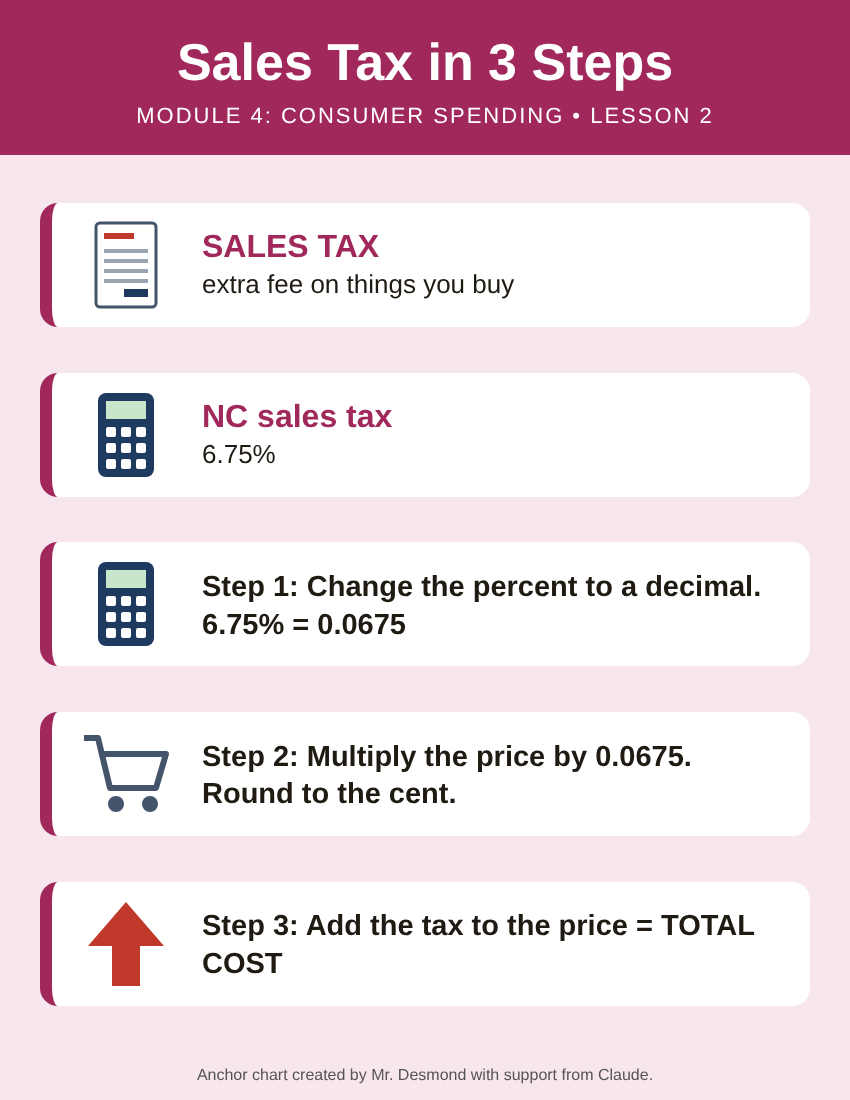 Sales Tax in 3 Steps
MODULE 4: CONSUMER SPENDING • LESSON 2
SALES TAX
extra fee on things you buy
NC sales tax
6.75%
Step 1: Change the percent to a decimal.
6.75% = 0.0675
Step 2: Multiply the price by 0.0675.
Round to the cent.
Step 3: Add the tax to the price = TOTAL
COST
Anchor chart created by Mr. Desmond with support from Claude.